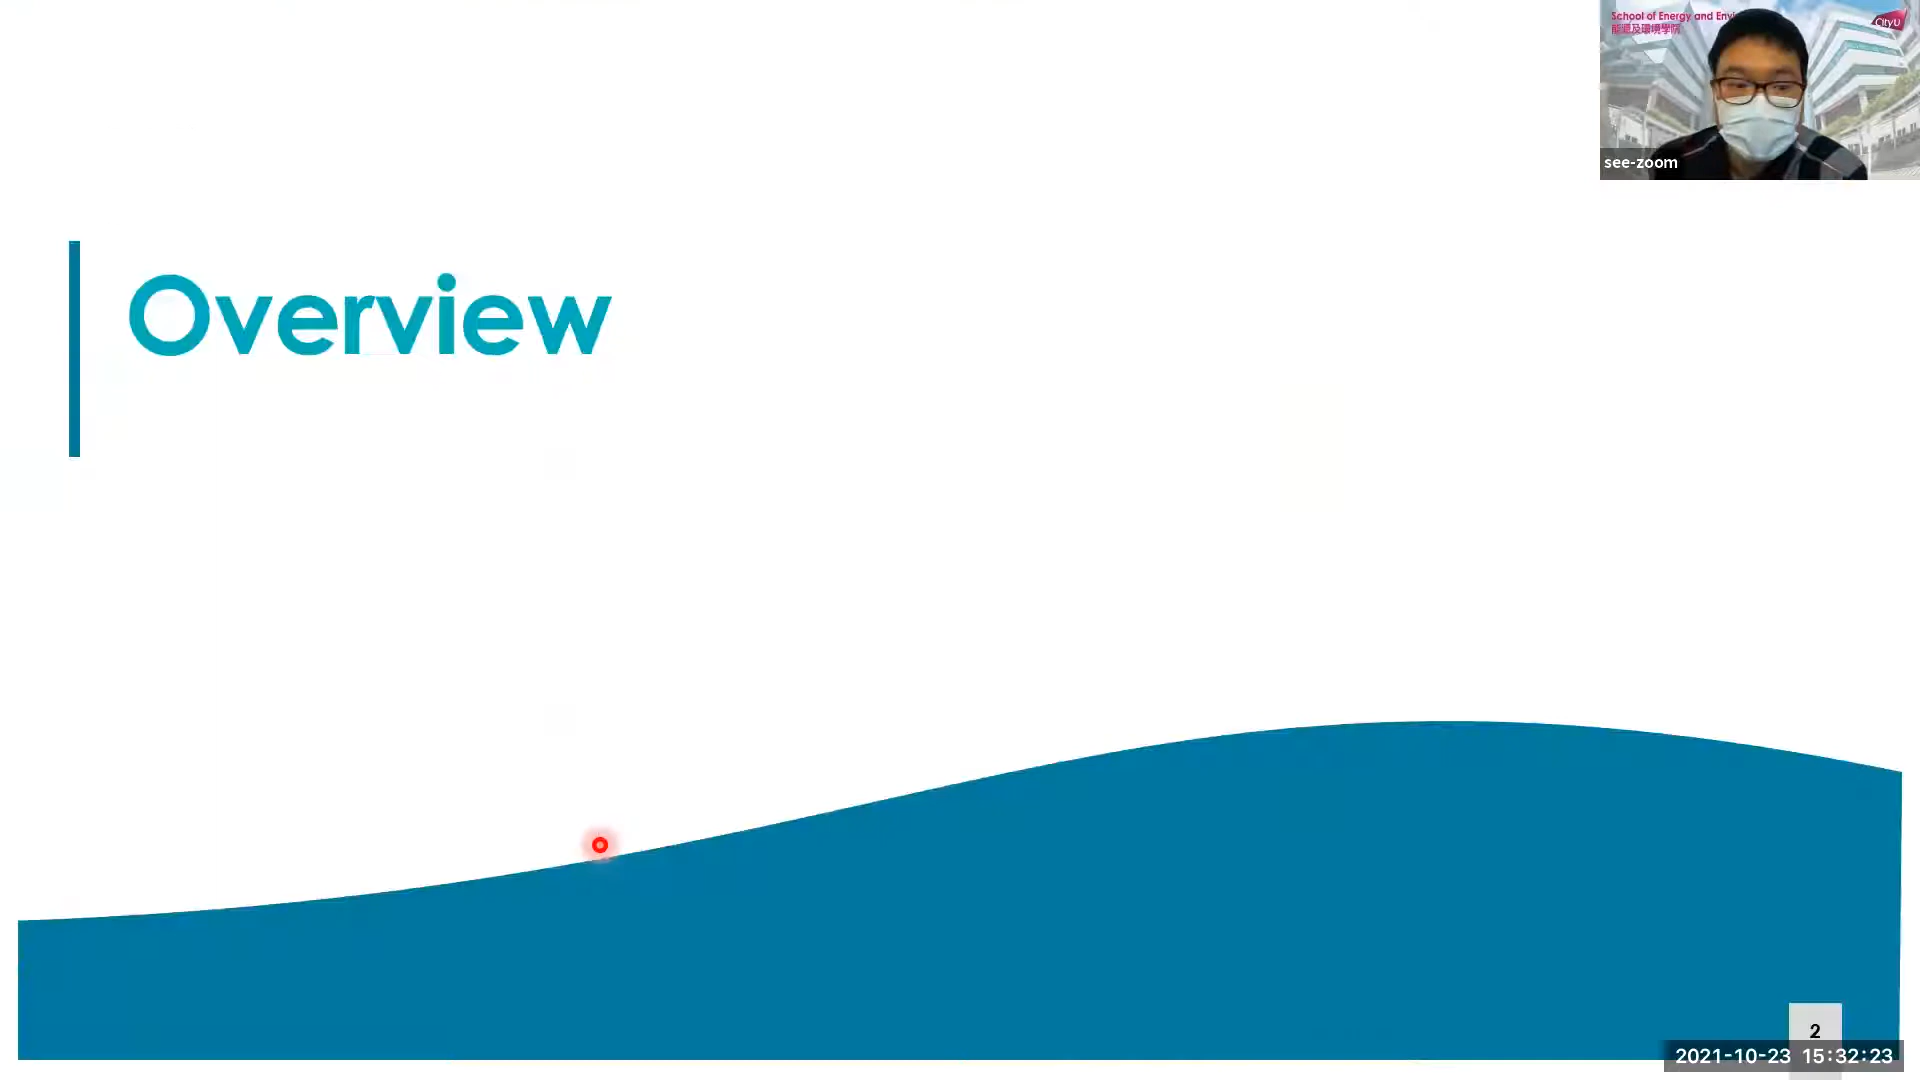 School of Energy and Envi
能源及環境學院
CityU
see-zoom
Overview
2
2021-10-23 15:32:23